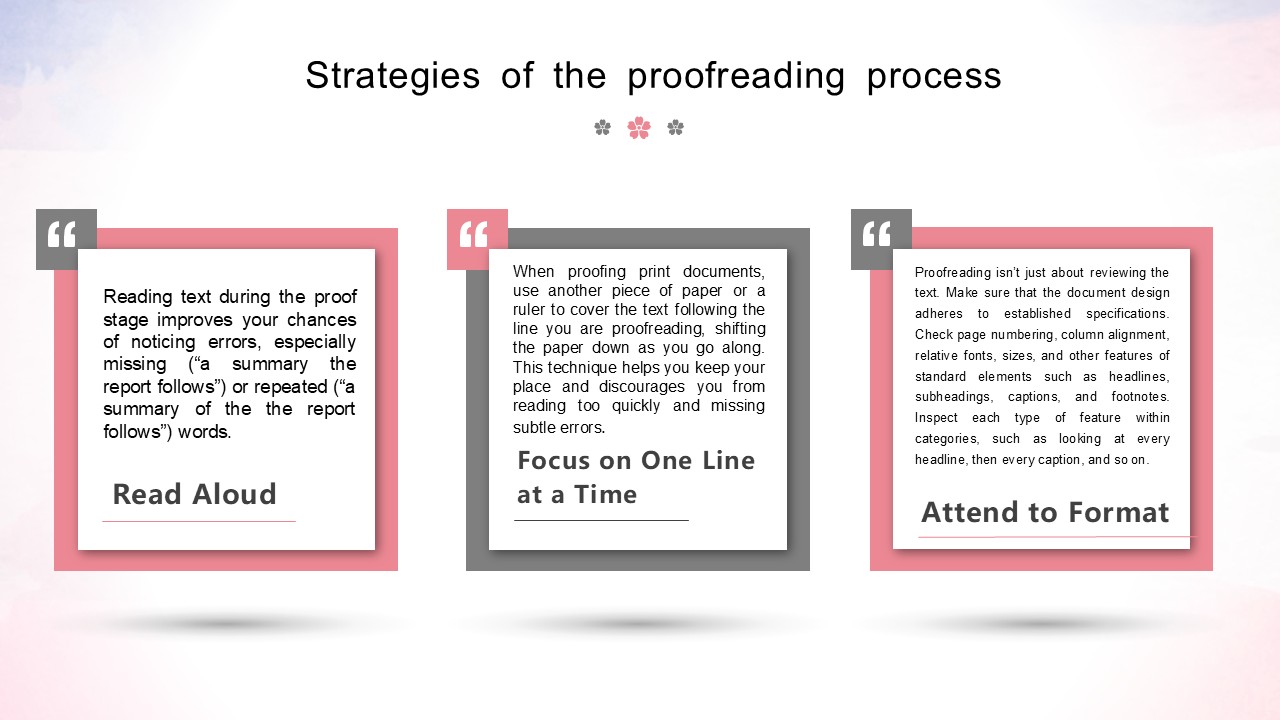 Strategies of the proofreading process
Reading text during the proof
stage improves your chances
of noticing errors, especially
missing (“a summary the
report follows”) or repeated (“a
summary of the the report
follows”) words.
Read Aloud
When proofing print documents,
use another piece of paper or a
ruler to cover the text following the
line you are proofreading, shifting
the paper down as you go along.
This technique helps you keep your
place and discourages you from
reading too quickly and missing
subtle errors.
Focus on One Line
at a Time
Proofreading isn’t just about reviewing the
text. Make sure that the document design
adheres to established specifications.
Check page numbering, column alignment,
relative fonts, sizes, and other features of
standard elements such as headlines,
subheadings, captions, and footnotes.
Inspect each type of feature within
categories, such as looking at every
headline, then every caption, and so on.
Attend to Format